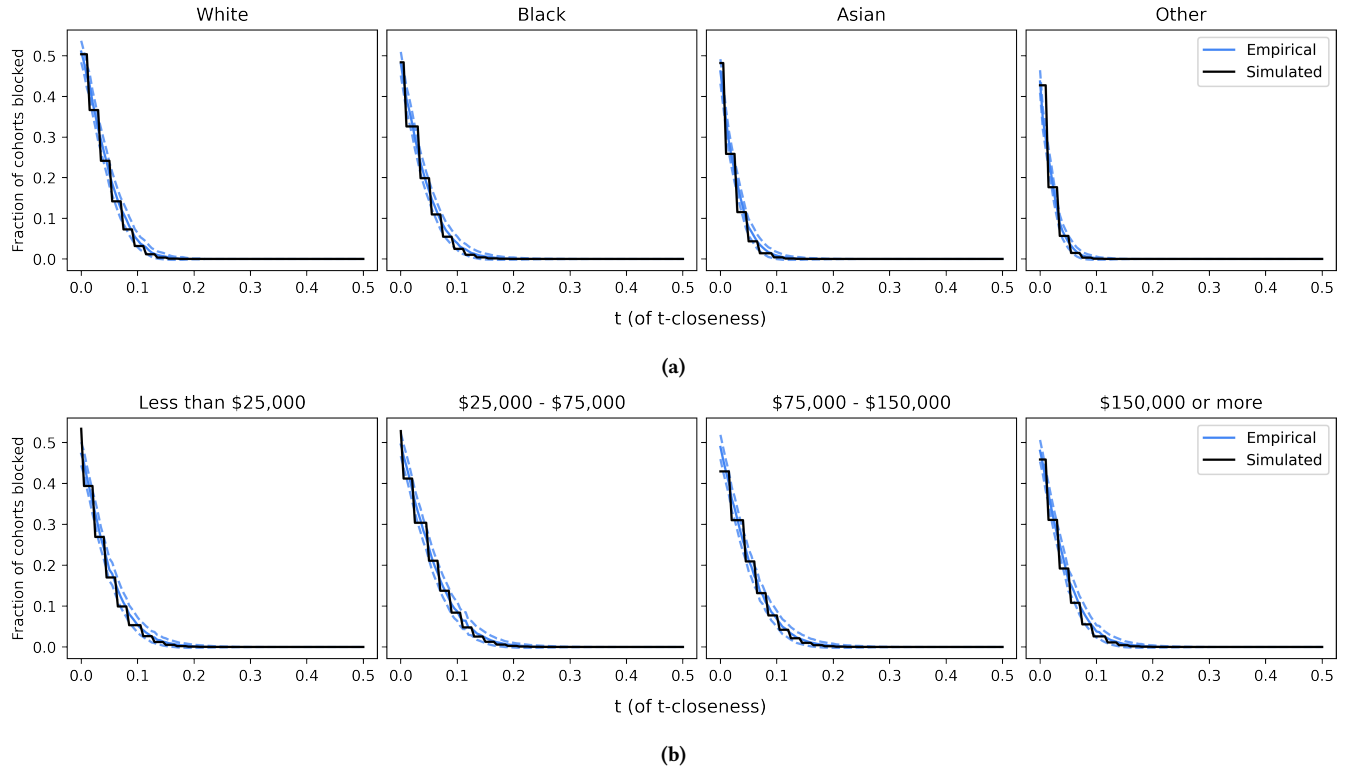 White Black Asian Other
Fraction of cohorts blocked
0.5
0.4
0.3
0.2
0.1
0.0
Empirical
Simulated
0.0 0.1 0.2 0.3 0.4 0.5 0.0 0.1 0.2 0.3 0.4 0.5 0.0 0.1 0.2 0.3 0.4 0.5 0.0 0.1 0.2 0.3 0.4 0.5
t (of t-closeness)
(a)
Less than $25,000 $25,000 - $75,000 $75,000 - $150,000 $150,000 or more
Fraction of cohorts blocked
0.5
0.4
0.3
0.2
0.1
0.0
Empirical
Simulated
0.0 0.1 0.2 0.3 0.4 0.5 0.0 0.1 0.2 0.3 0.4 0.5 0.0 0.1 0.2 0.3 0.4 0.5 0.0 0.1 0.2 0.3 0.4 0.5
t (of t-closeness)
(b)